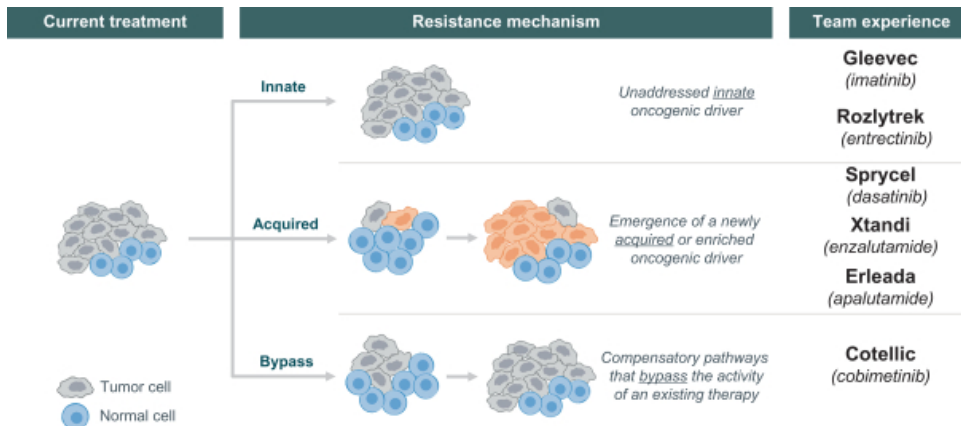 Current treatment
Resistance mechanism
Team experience
Innate
Unaddressed innate
oncogenic driver
Gleevec
(imatinib)
Rozlytrek
(entrectinib)
Acquired
Emergence of a newly
acquired or enriched
oncogenic driver
Sprycel
(dasatinib)
Xtandi
(enzalutamide)
Erleada
(apalutamide)
Bypass
Compensatory pathways
that bypass the activity
of an existing therapy
Cotellic
(cobimetinib)
Tumor cell
Normal cell